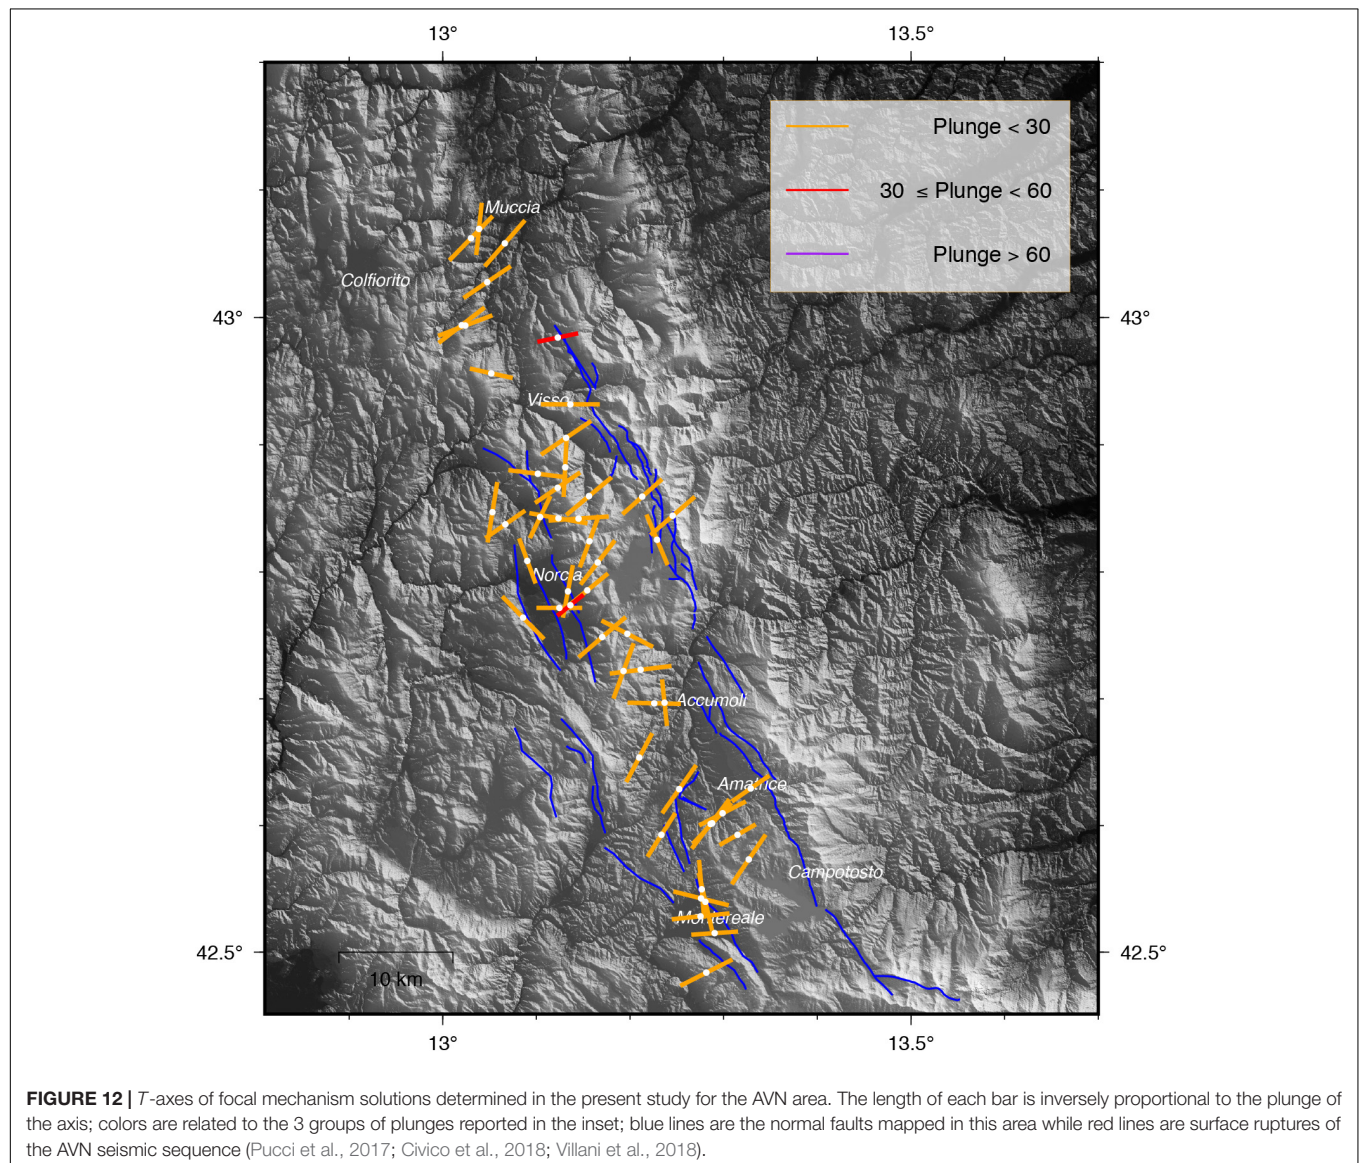 13°
13.5°
Plunge < 30
30 ≤ Plunge < 60
Plunge > 60
Muccia
Colfiorito
43°
43°
Visso
Norcia
Accumoli
Amatrice
Campotosto
Montereale
42.5°
42.5°
10 km
13°
13.5°
FIGURE 12 | T-axes of focal mechanism solutions determined in the present study for the AVN area. The length of each bar is inversely proportional to the plunge of
the axis; colors are related to the 3 groups of plunges reported in the inset; blue lines are the normal faults mapped in this area while red lines are surface ruptures of
the AVN seismic sequence (Pucci et al., 2017; Civico et al., 2018; Villani et al., 2018).